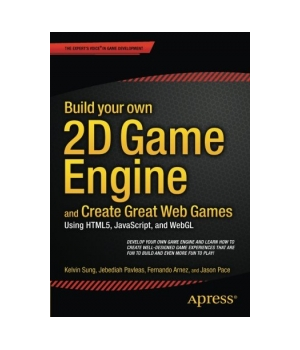 THE EXPERT'S VOICE® IN GAME DEVELOPMENT
Build your own
2D Game
Engine
and Create Great Web Games
Using HTML5, JavaScript, and WebGL
DEVELOP YOUR OWN GAME ENGINE AND LEARN HOW TO
CREATE WELL-DESIGNED GAME EXPERIENCES THAT ARE
FUN TO BUILD AND EVEN MORE FUN TO PLAY!
Kelvin Sung, Jebediah Pavleas, Fernando Arnez, and Jason Pace
Apress®